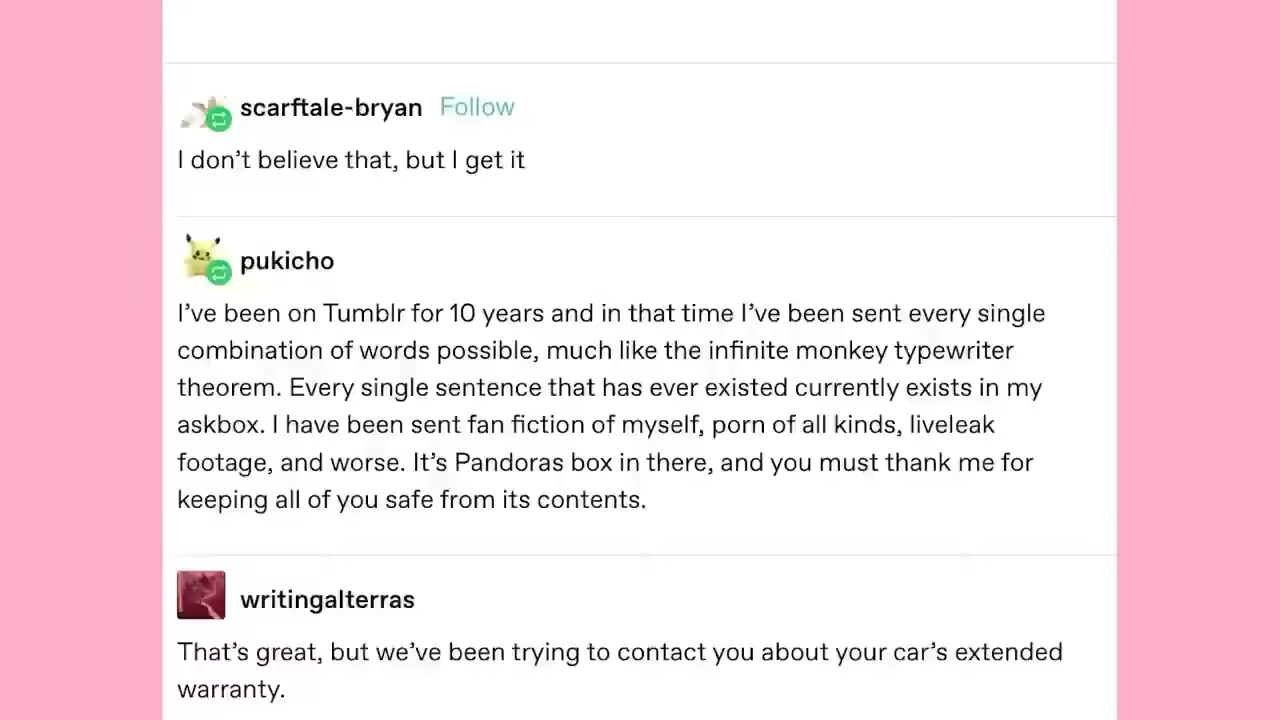 scarftale-bryan Follow
I don't believe that, but I get it
pukicho
I've been on Tumblr for 10 years and in that time I've been sent every single
combination of words possible, much like the infinite monkey typewriter
theorem. Every single sentence that has ever existed currently exists in my
askbox. I have been sent fan fiction of myself, porn of all kinds, liveleak
footage, and worse. It's Pandoras box in there, and you must thank me for
keeping all of you safe from its contents.
writingalterras
That's great, but we've been trying to contact you about your car's extended
warranty.